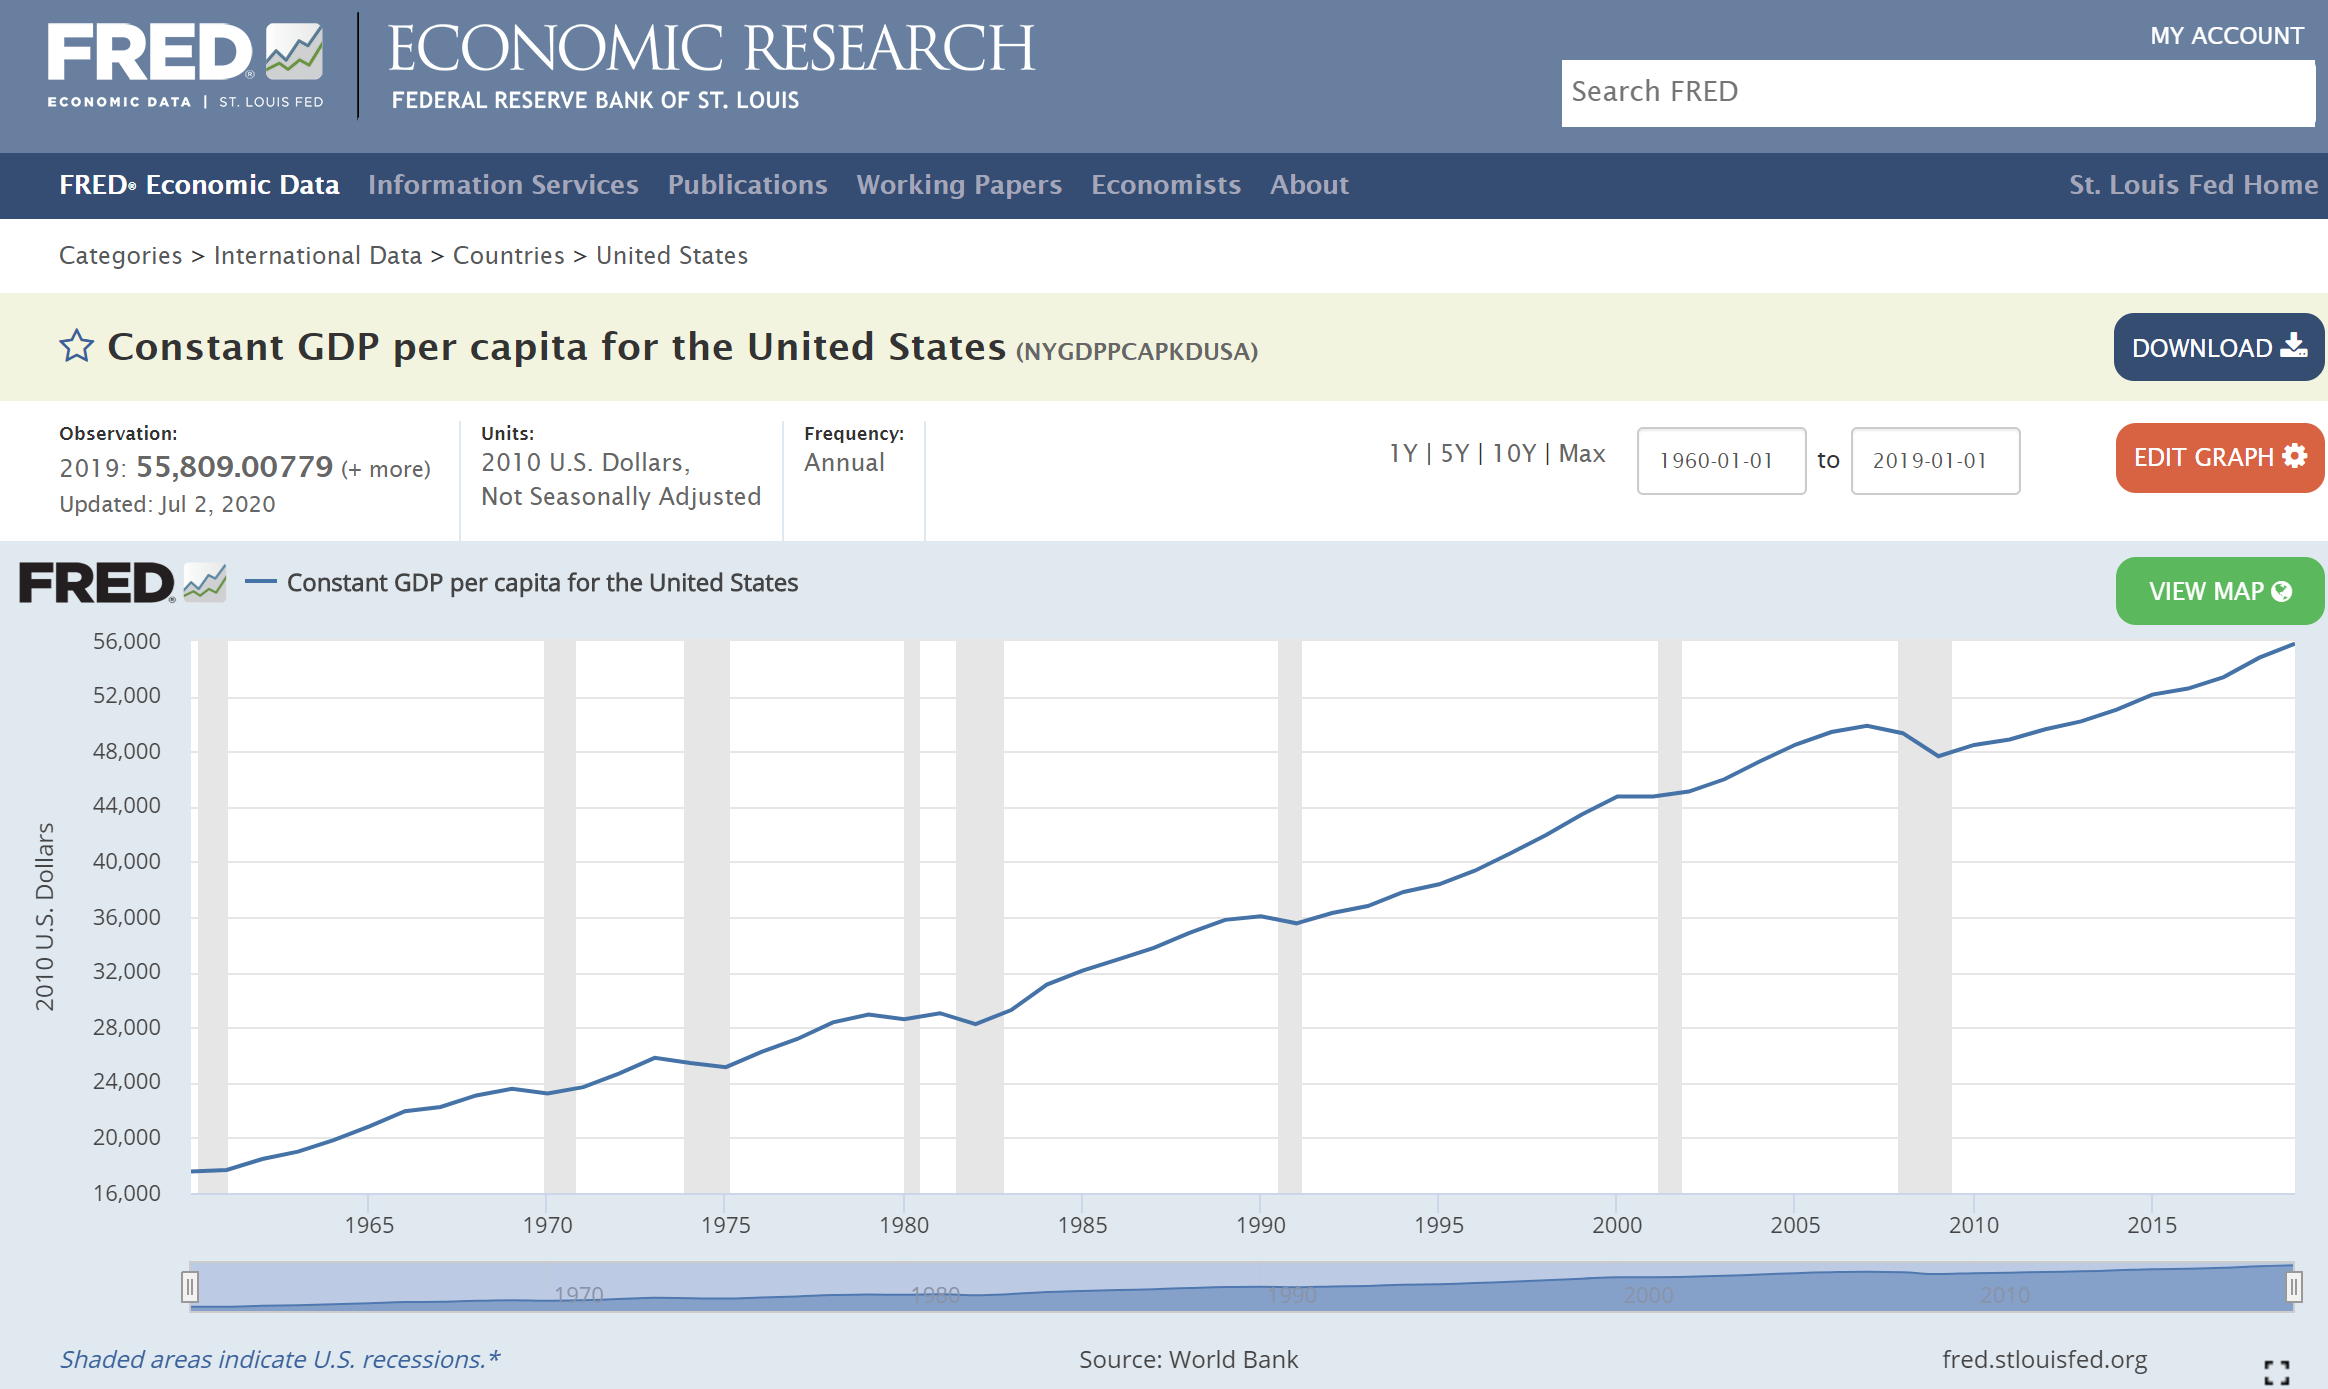 FRED® ECONOMIC RESEARCH
ECONOMIC DATA | ST. LOUIS FED
FEDERAL RESERVE BANK OF ST. LOUIS
MY ACCOUNT
Search FRED
FRED® Economic Data Information Services Publications Working Papers Economists About St. Louis Fed Home
Categories > International Data > Countries > United States
Constant GDP per capita for the United States (NYGDPPCAPKDUSA)
DOWNLOAD
Observation:
2019: 55,809.00779 (+ more)
Updated: Jul 2, 2020
Units:
2010 U.S. Dollars,
Not Seasonally Adjusted
Frequency:
Annual
1Y | 5Y | 10Y | Max
1960-01-01 to 2019-01-01
EDIT GRAPH
FRED® Constant GDP per capita for the United States
VIEW MAP
2010 U.S. Dollars
56,000
52,000
48,000
44,000
40,000
36,000
32,000
28,000
24,000
20,000
16,000
1965 1970 1975 1980 1985 1990 1995 2000 2005 2010 2015
1970 1980 1990 2000 2010
Shaded areas indicate U.S. recessions.* Source: World Bank fred.stlouisfed.org